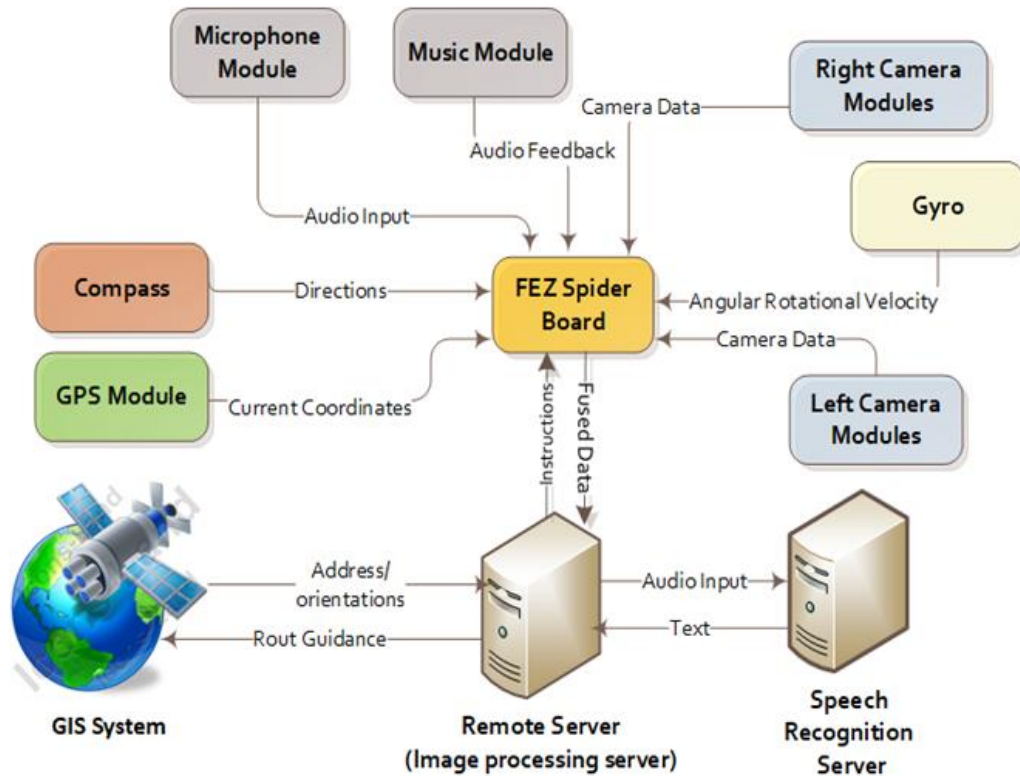 Microphone
Module
Music Module
Right Camera
Modules
Camera Data
Audio Feedback
Audio Input
Gyro
Compass
Directions
FEZ Spider
Board
Angular Rotational Velocity
GPS Module
Current Coordinates
Camera Data
Left Camera
Modules
Instructions
Fused Data
Address/
orientations
Audio Input
Rout Guidance
Text
GIS System
Remote Server
(Image processing server)
Speech
Recognition
Server